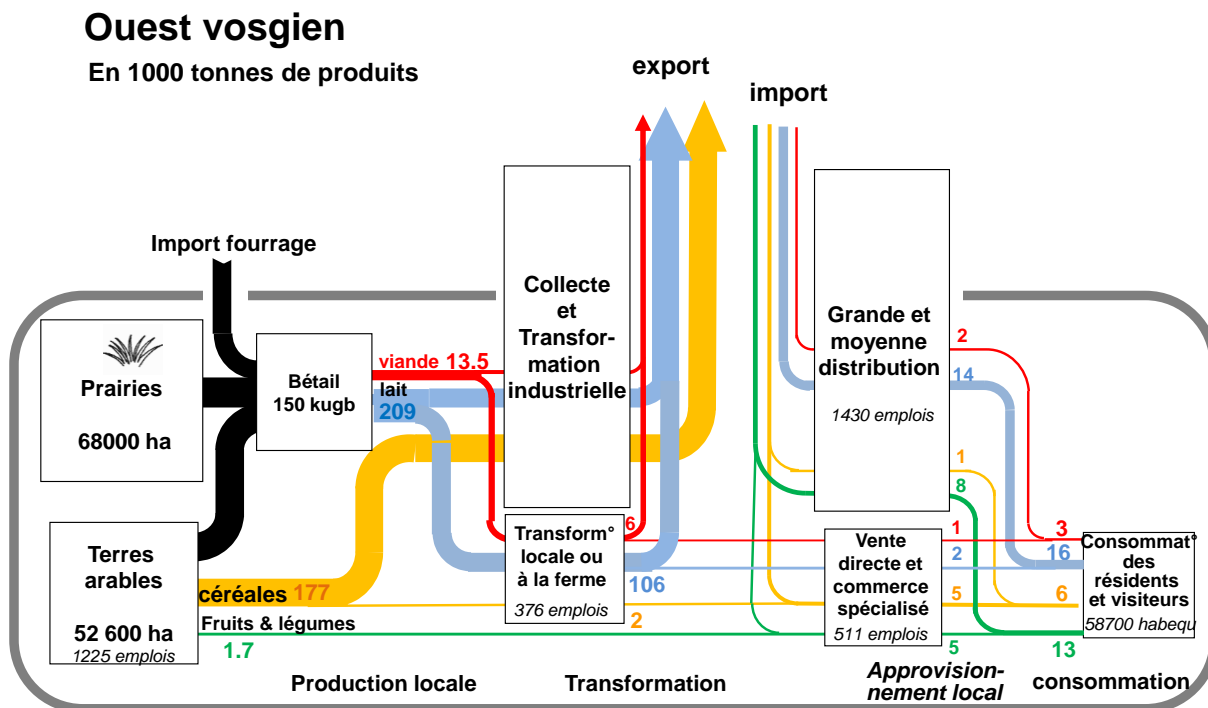 Ouest vosgien
En 1000 tonnes de produits
export
import
Import fourrage
Prairies
68000 ha
Bétail
150 kugb
viande 13.5
lait
209
Collecte
et
Transfor-
mation
industrielle
Grande et
moyenne
distribution
1430 emplois
2
14
1
8
Terres
arables
52 600 ha
1225 emplois
céréales 177
Fruits & légumes
1.7
Transform°
locale ou
à la ferme
376 emplois
6
106
2
Vente
directe et
commerce
spécialisé
511 emplois
1
2
5
5
3
16
6
13
Consommat°
des
résidents
et visiteurs
58700 habequ
Production locale
Transformation
Approvision-
nement local
consommation